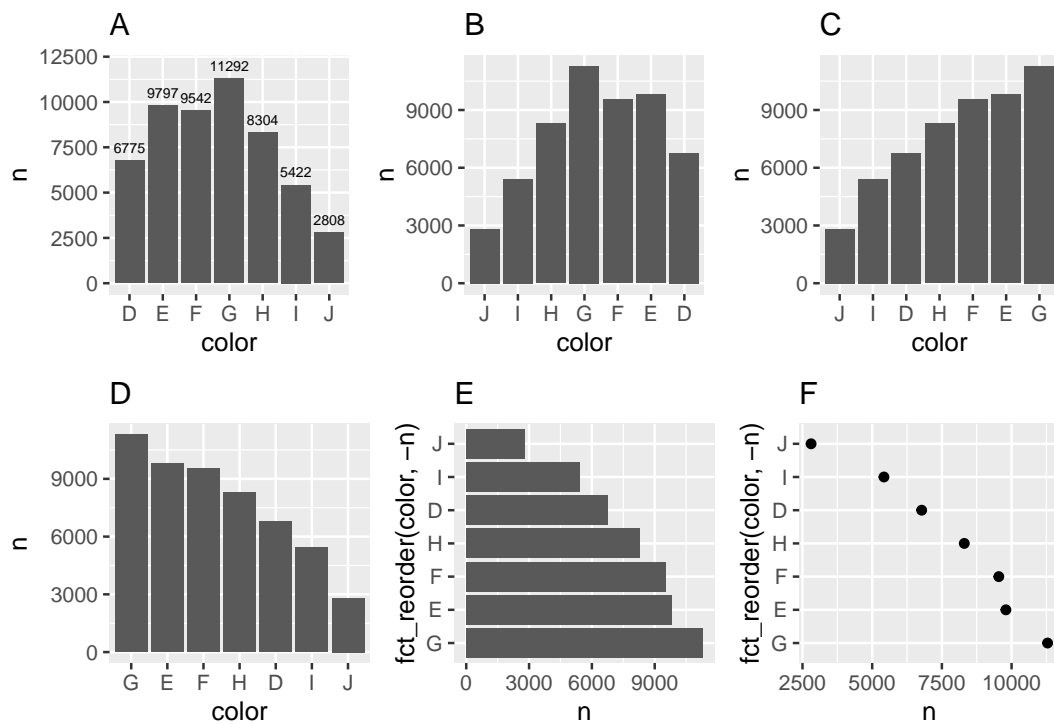 A
12500
10000
7500
5000
2500
0
n
6775
9797
9542
11292
8304
5422
2808
D E F G H I J
color
B
9000
6000
3000
0
n
J I H G F E D
color
C
9000
6000
3000
0
n
J I D H F E G
color
D
9000
6000
3000
0
n
G E F H D I J
color
E
fct_reorder(color, −n)
J
I
D
H
F
E
G
0 3000 6000 9000
n
F
fct_reorder(color, −n)
J
I
D
H
F
E
G
2500 5000 7500 10000
n